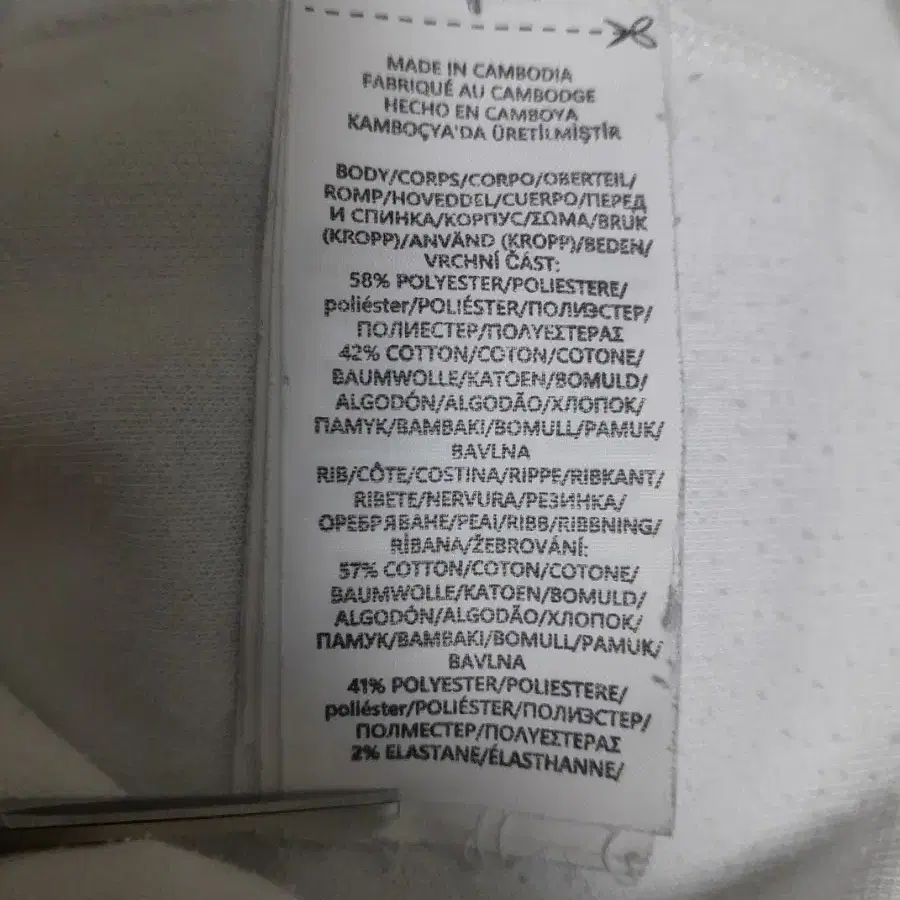 MADE IN CAMBODIA
FABRIQUÉ AU CAMBODGE
HECHO EN CAMBOYA
KAMBOÇYA'DA ÜRETİLMİŞTİR
BODY/CORPS/CORPO/OBERTEIL/
ROMP/HOVEDDEL/CUERPO/ПЕРЕД
И СПИНКА/КОРПУС/ΣΩΜΑ/BRUK
(KROPP)/ANVÄND (KROPP)/BEDEN/
VRCHNÍ ČÁST:
58% POLYESTER/POLIESTERE/
poliéster/POLIÉSTER/ПОЛИЭСТЕР/
ПОЛИЕСТЕР/ΠΟΛΥΕΣΤΕΡΑΣ
42% COTTON/COTON/COTONE/
BAUMWOLLE/KATOEN/BOMULD/
ALGODÓN/ALGODÃO/ХЛОПОК/
ПАМУК/BAMBAKI/BOMULL/PAMUK/
BAVLNA
RIB/CÔTE/COSTINA/RIPPE/RIBKANT/
RIBETE/NERVURA/РЕЗИНКА/
ОРЕБРЯВАНЕ/ΡΕΛΙ/RIBB/RIBBNING/
RİBANA/ŽEBROVÁNÍ:
57% COTTON/COTON/COTONE/
BAUMWOLLE/KATOEN/BOMULD/
ALGODÓN/ALGODÃO/ХЛОПОК/
ПАМУК/BAMBAKI/BOMULL/PAMUK/
BAVLNA
41% POLYESTER/POLIESTERE/
poliéster/POLIÉSTER/ПОЛИЭСТЕР/
ПОЛМЕСТЕР/ΠΟΛΥΕΣΤΕΡΑΣ
2% ELASTANE/ÉLASTHANNE/